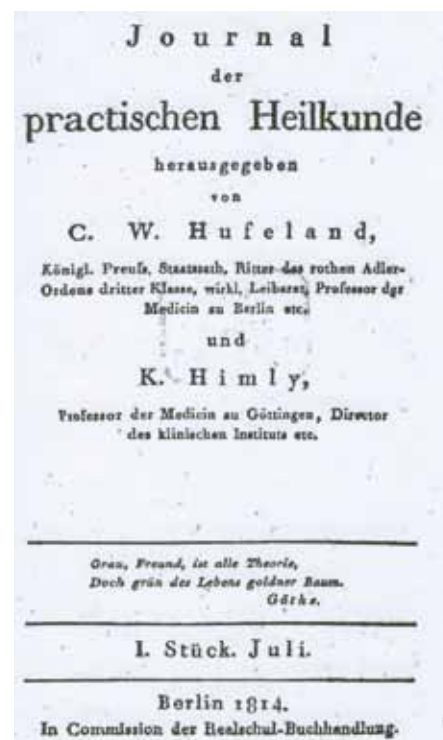 Journal
der
practischen Heilkunde
herausgegeben
von
C. W. Hufeland,
Königl. Preuſs. Staatsrath, Ritter des rothen Adler-
Ordens dritter Klasse, wirkl. Leibarzt, Professor der
Medicin zu Berlin etc.
und
K. Himly,
Professor der Medicin zu Göttingen, Director
des klinischen Instituts etc.
Grau, Freund, ist alle Theorie,
Doch grün des Lebens goldner Baum.
Göthe.
I. Stück. Juli.
Berlin 1814.
In Commission der Realschul-Buchhandlung.